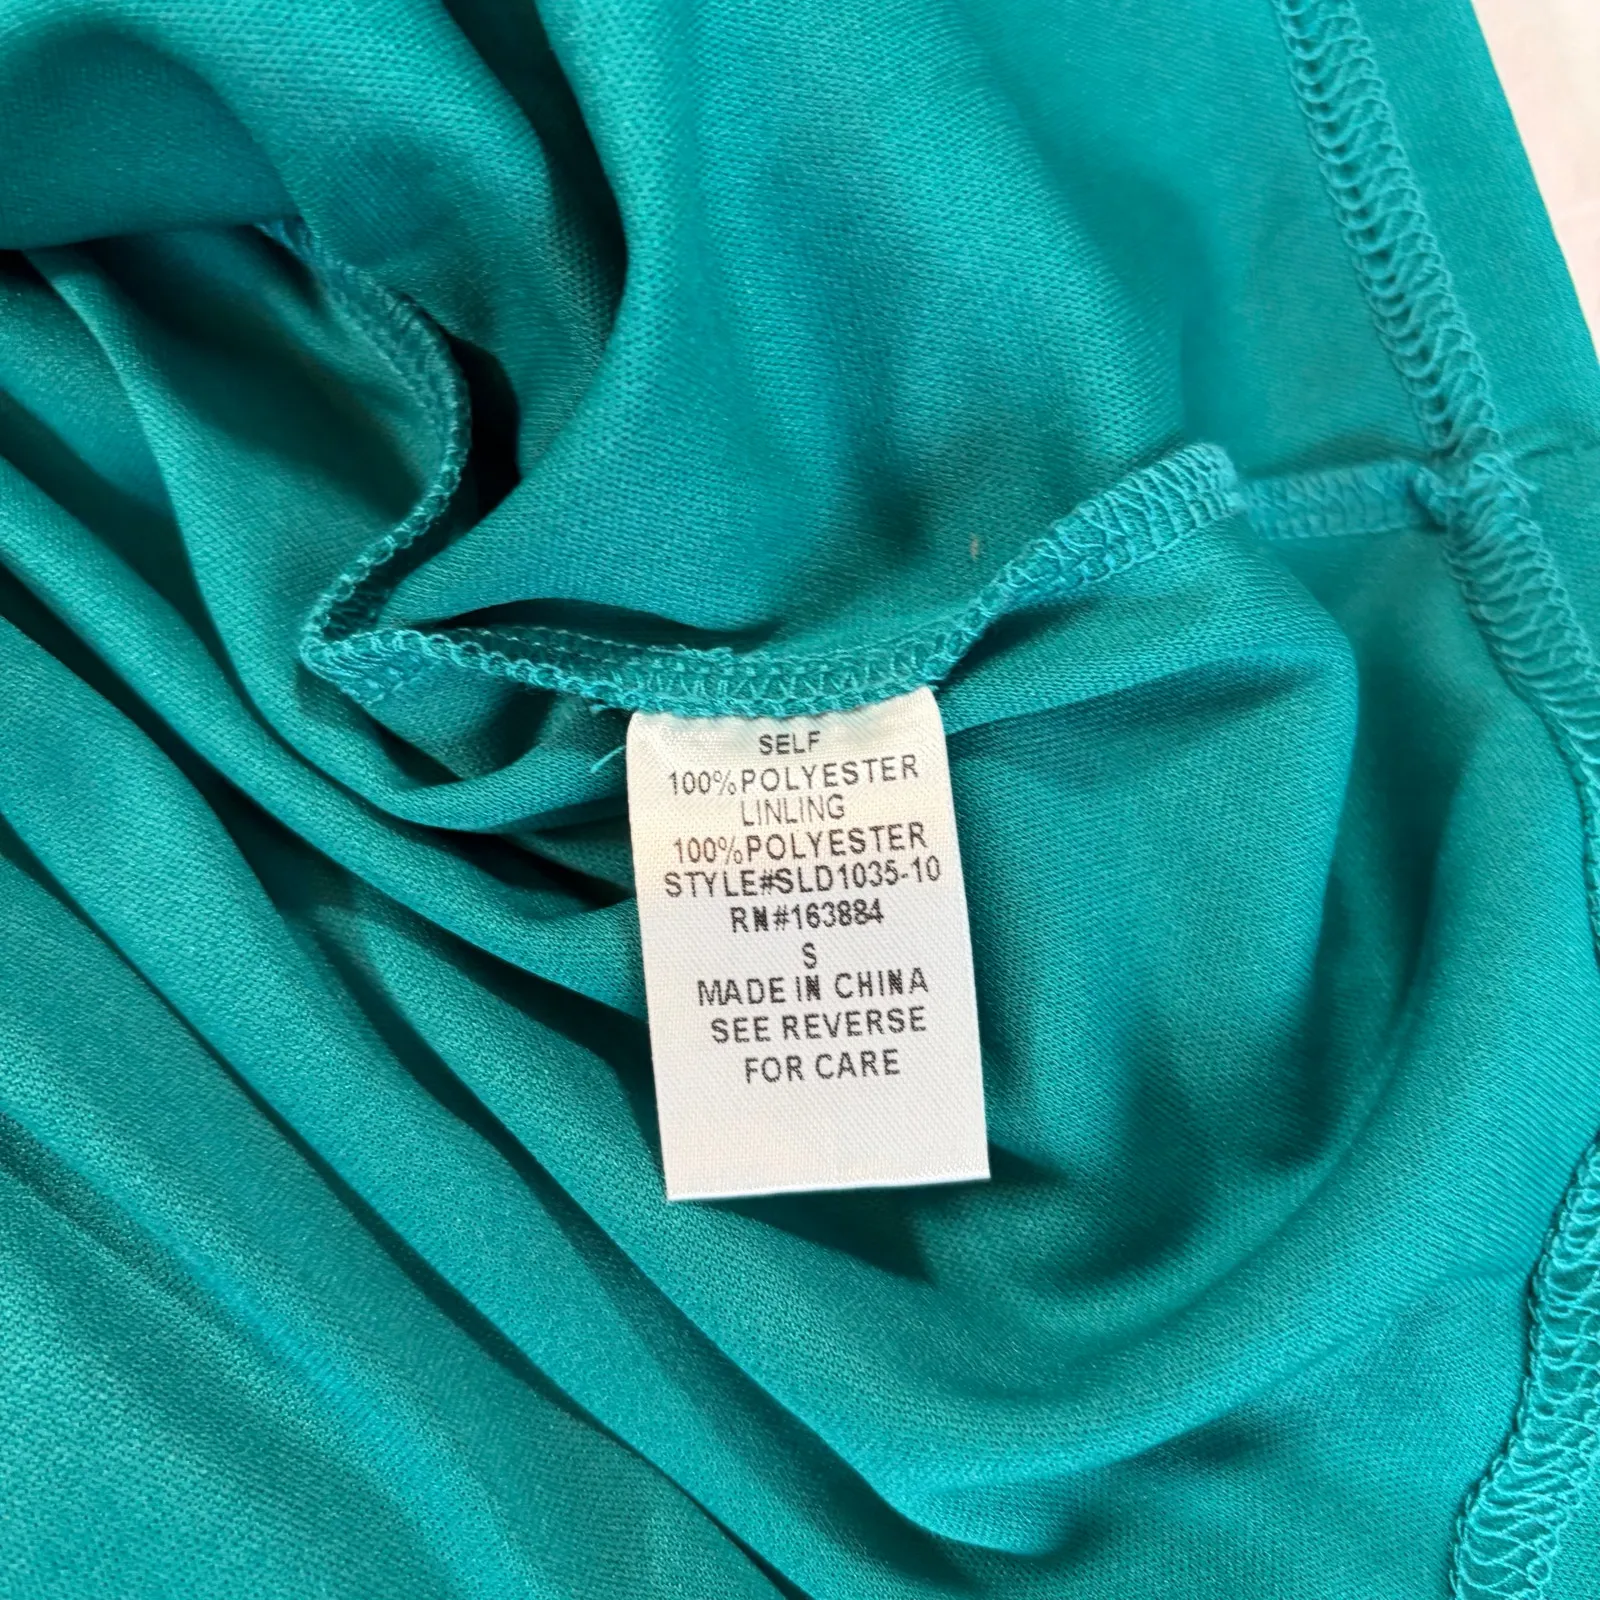 SELF
100%POLYESTER
LINLING
100%POLYESTER
STYLE#SLD1035-10
RN#163884
S
MADE IN CHINA
SEE REVERSE
FOR CARE